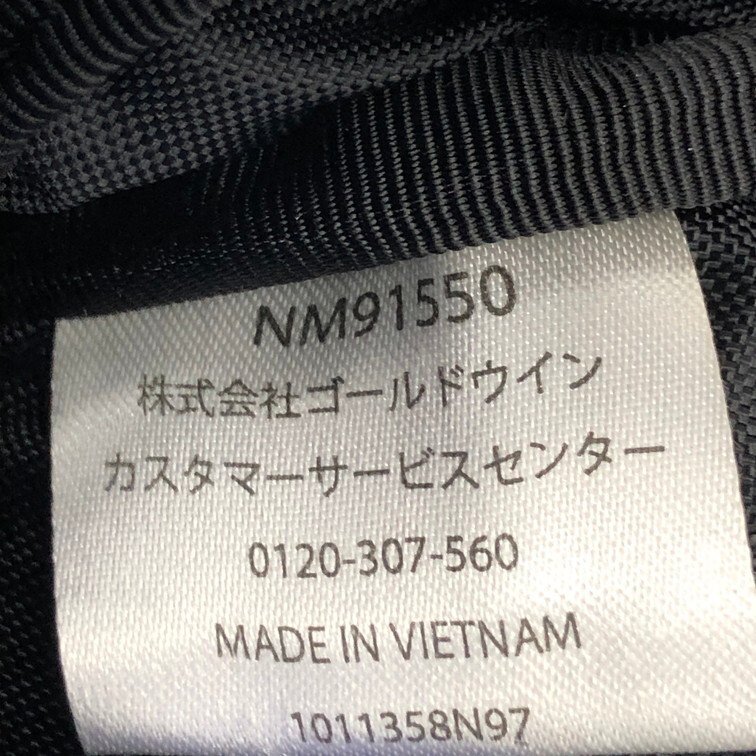 NM91550
株式会社ゴールドウイン
カスタマーサービスセンター
0120-307-560
MADE IN VIETNAM
1011358N97